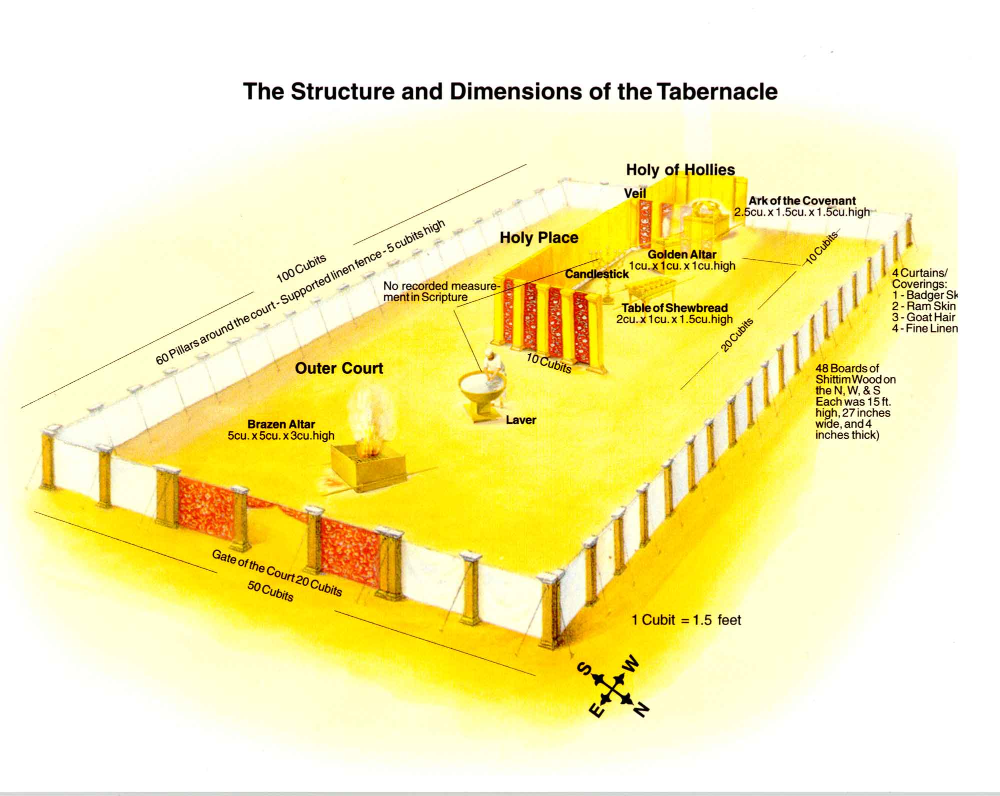 The Structure and Dimensions of the Tabernacle
Holy of Hollies
Veil
Ark of the Covenant
2.5cu. x 1.5cu. x 1.5cu.high
Holy Place
10 Cubits
Golden Altar
1cu. x 1cu. x 1cu.high
100 Cubits
60 Pillars around the court - Supported linen fence - 5 cubits high
Candlestick
No recorded measure-
ment in Scripture
4 Curtains/
Coverings:
1 - Badger Sk
2 - Ram Skin
3 - Goat Hair
4 - Fine Linen
Table of Shewbread
2cu. x 1cu. x 1.5cu.high
20 Cubits
10 Cubits
Outer Court
48 Boards of
Shittim Wood on
the N, W, & S
Each was 15 ft.
high, 27 inches
wide, and 4
inches thick)
Laver
Brazen Altar
5cu. x 5cu. x 3cu.high
Gate of the Court 20 Cubits
50 Cubits
1 Cubit = 1.5 feet
S
W
E
N